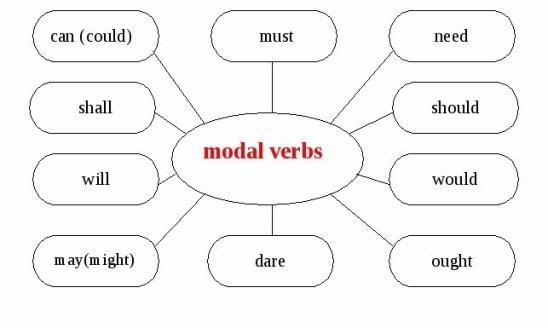 can (could)
must
need
shall
should
modal verbs
will
would
may(might)
dare
ought